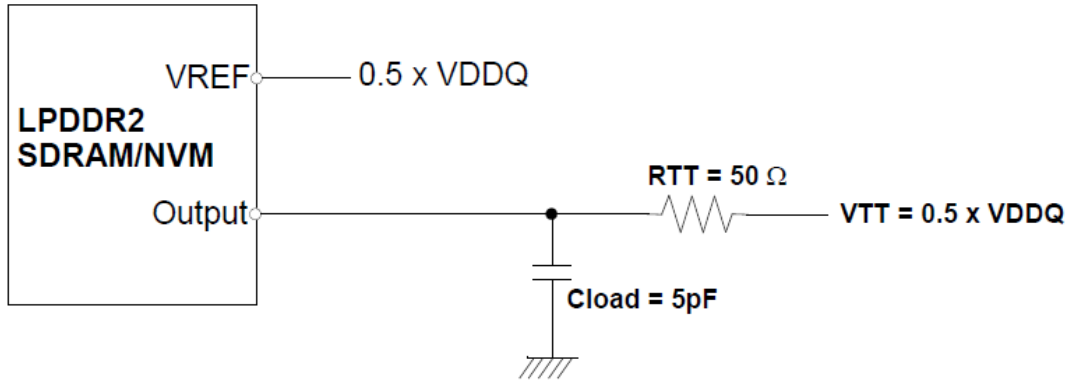 VREF
0.5 x VDDQ
LPDDR2
SDRAM/NVM
RTT = 50 Ω
Output
VTT = 0.5 x VDDQ
Cload = 5pF